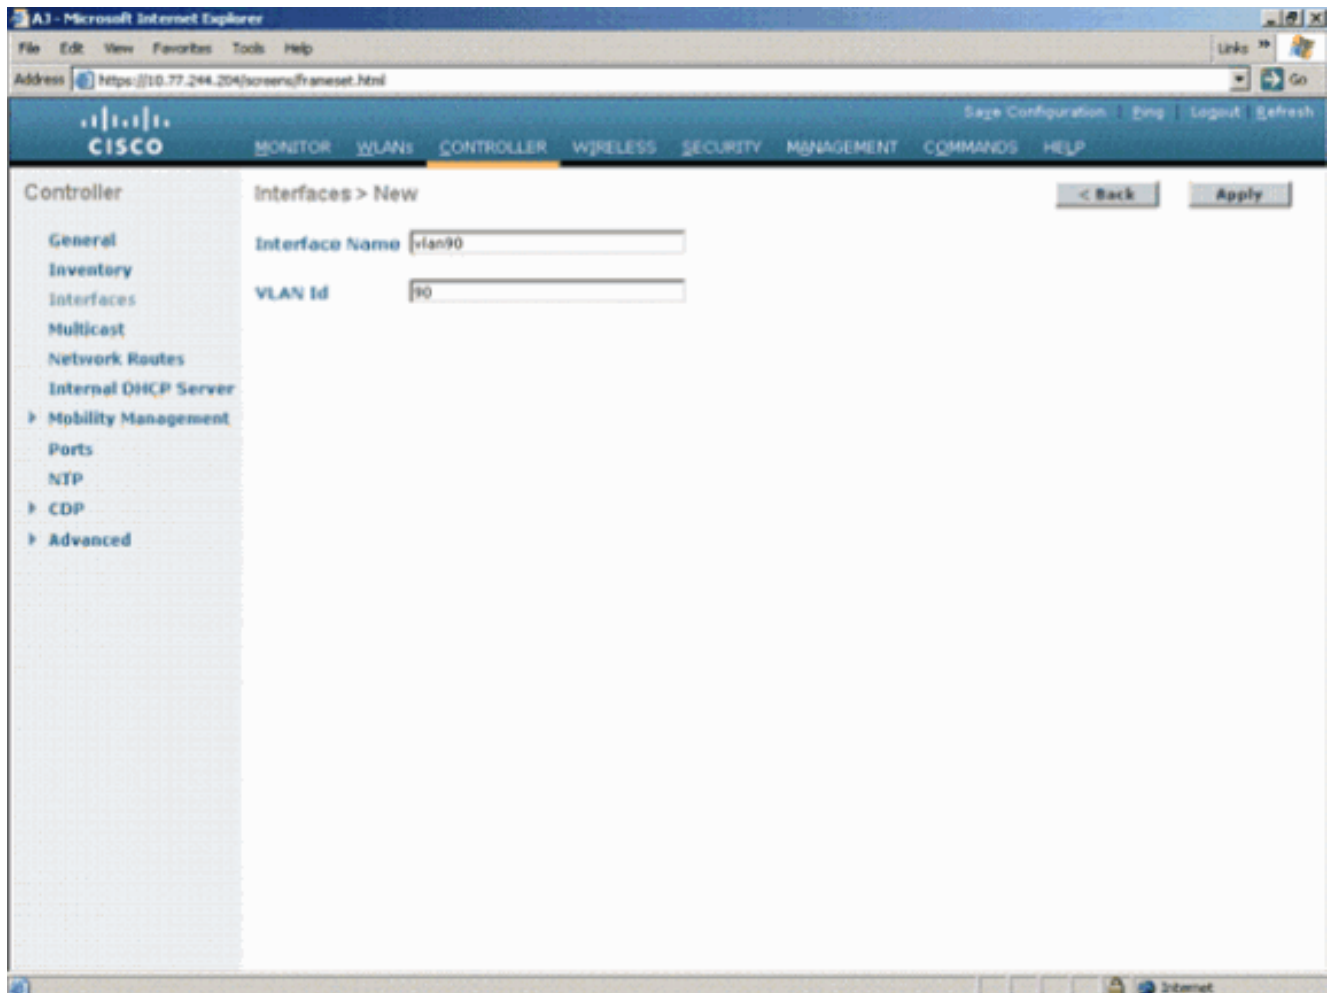 AJ - Microsoft Internet Explorer
File Edit View Favorites Tools Help Links »
Address https://10.77.244.204/screens/frameset.html Go
Save Configuration | Ping | Logout | Refresh
CISCO
MONITOR WLANs CONTROLLER WIRELESS SECURITY MANAGEMENT COMMANDS HELP
Controller
General
Inventory
Interfaces
Multicast
Network Routes
Internal DHCP Server
Mobility Management
Ports
NTP
CDP
Advanced
Interfaces > New
< Back Apply
Interface Name vlan90
VLAN Id 90
Internet